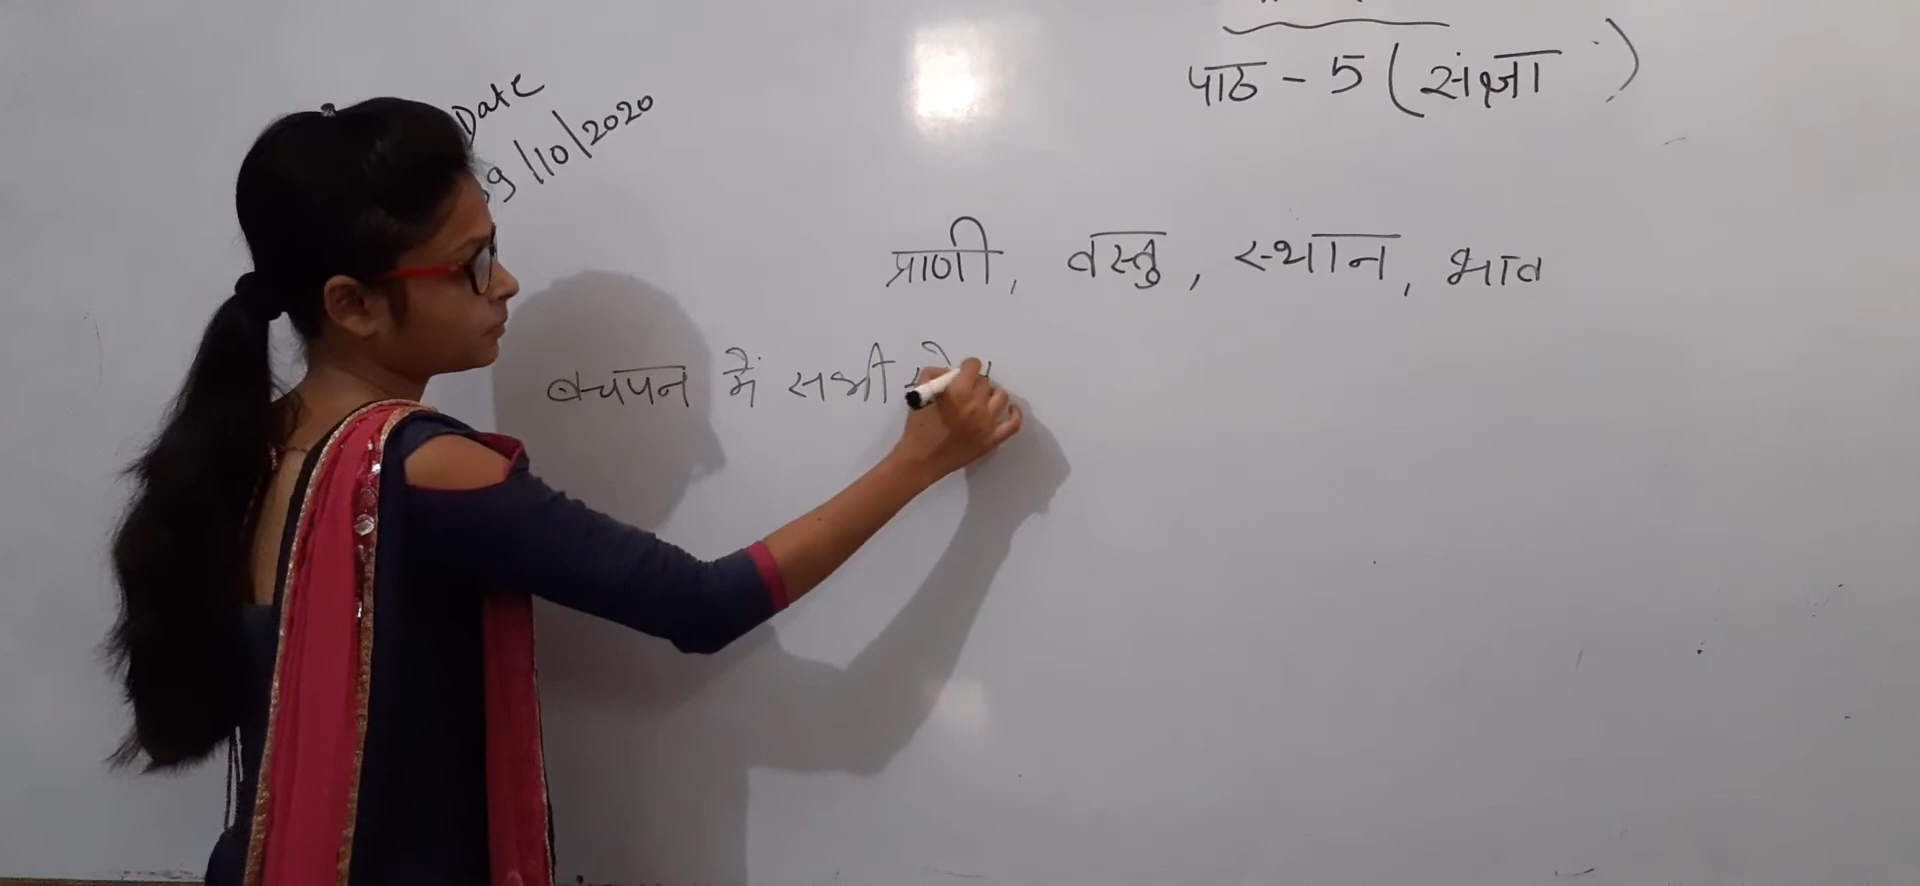 पाठ - 5 (संज्ञा )
Date
9/10/2020
प्राणी, वस्तु, स्थान, भाव
बचपन में सभी